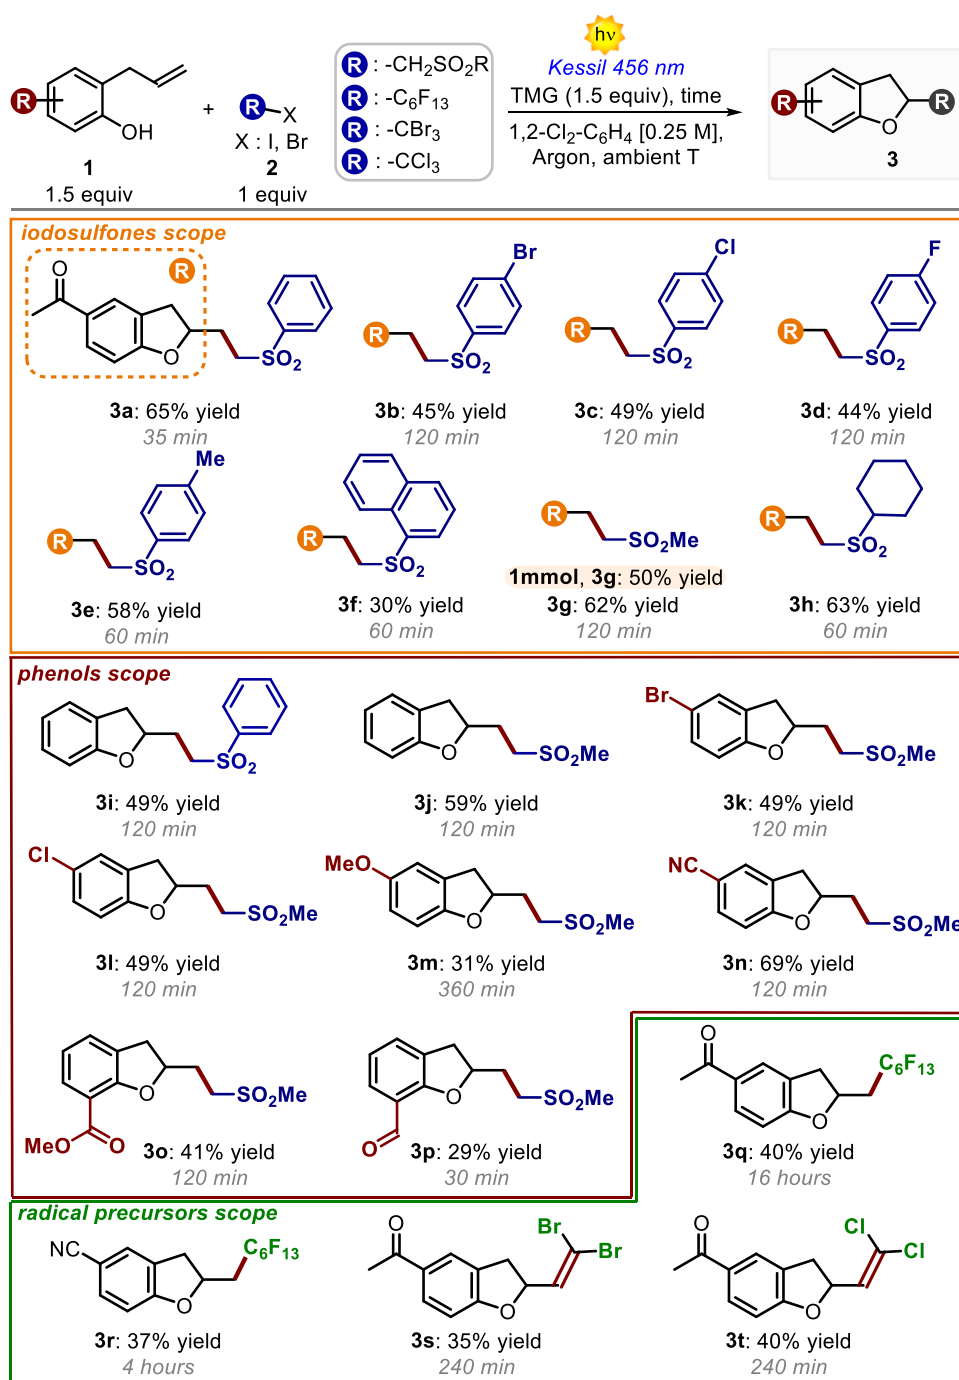 hν
Kessil 456 nm
TMG (1.5 equiv), time
1,2-Cl₂-C₆H₄ [0.25 M],
Argon, ambient T
R
OH
1
1.5 equiv
+
R
X
X : I, Br
2
1 equiv
R : -CH₂SO₂R
R : -C₆F₁₃
R : -CBr₃
R : -CCl₃
R
O
R
3
iodosulfones scope
O
R
O
SO₂
3a: 65% yield
35 min
Br
R
SO₂
3b: 45% yield
120 min
Cl
R
SO₂
3c: 49% yield
120 min
F
R
SO₂
3d: 44% yield
120 min
Me
R
SO₂
3e: 58% yield
60 min
R
SO₂
3f: 30% yield
60 min
R
SO₂Me
1mmol, 3g: 50% yield
3g: 62% yield
120 min
R
SO₂
3h: 63% yield
60 min
phenols scope
O
SO₂
3i: 49% yield
120 min
O
SO₂Me
3j: 59% yield
120 min
Br
O
SO₂Me
3k: 49% yield
120 min
Cl
O
SO₂Me
3l: 49% yield
120 min
MeO
O
SO₂Me
3m: 31% yield
360 min
NC
O
SO₂Me
3n: 69% yield
120 min
O
SO₂Me
MeO
O
3o: 41% yield
120 min
O
SO₂Me
O
3p: 29% yield
30 min
O
C₆F₁₃
O
3q: 40% yield
16 hours
radical precursors scope
NC
C₆F₁₃
O
3r: 37% yield
4 hours
O
Br
Br
O
3s: 35% yield
240 min
O
Cl
Cl
O
3t: 40% yield
240 min